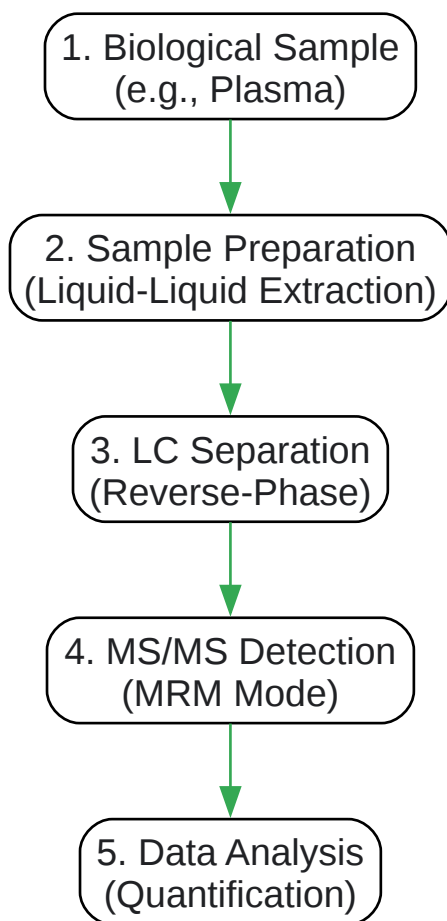 1. Biological Sample
(e.g., Plasma)
2. Sample Preparation
(Liquid-Liquid Extraction)
3. LC Separation
(Reverse-Phase)
4. MS/MS Detection
(MRM Mode)
5. Data Analysis
(Quantification)